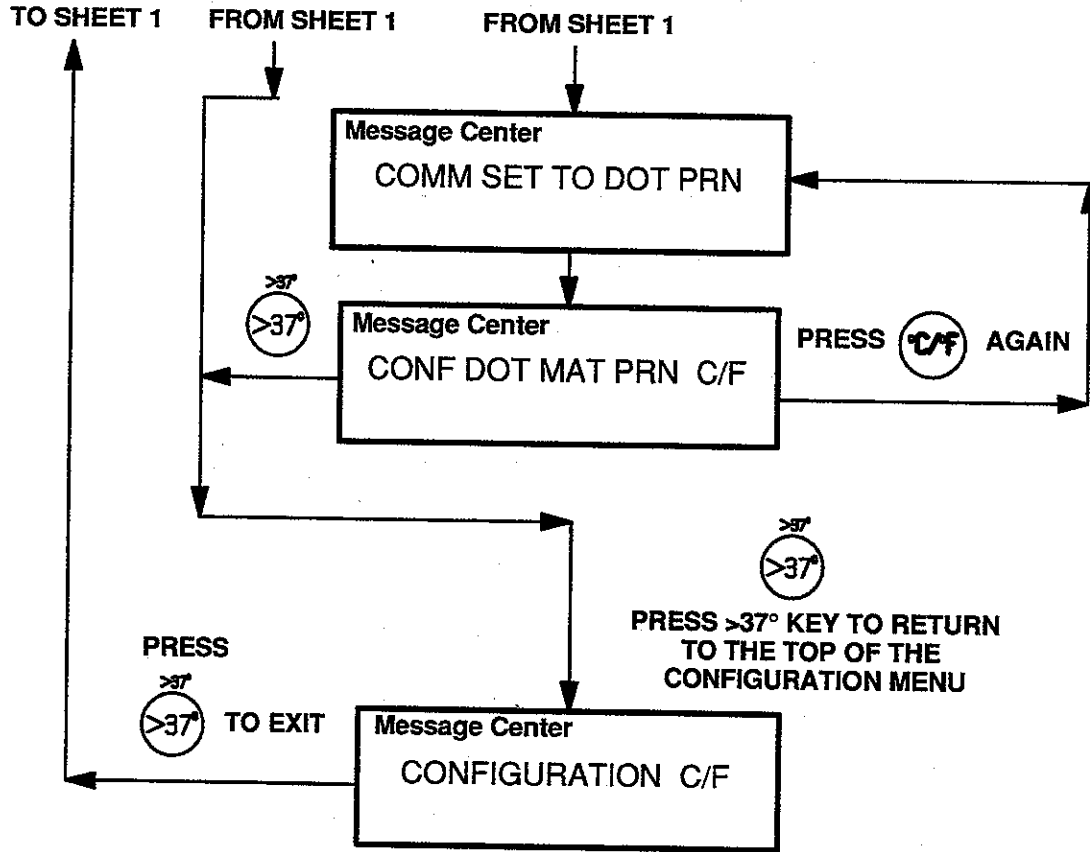 TO SHEET 1
FROM SHEET 1
FROM SHEET 1
Message Center
COMM SET TO DOT PRN
>37°
>37°
Message Center
CONF DOT MAT PRN C/F
PRESS °C/°F AGAIN
>37°
>37°
PRESS >37° KEY TO RETURN
TO THE TOP OF THE
CONFIGURATION MENU
PRESS
>37°
>37° TO EXIT
Message Center
CONFIGURATION C/F